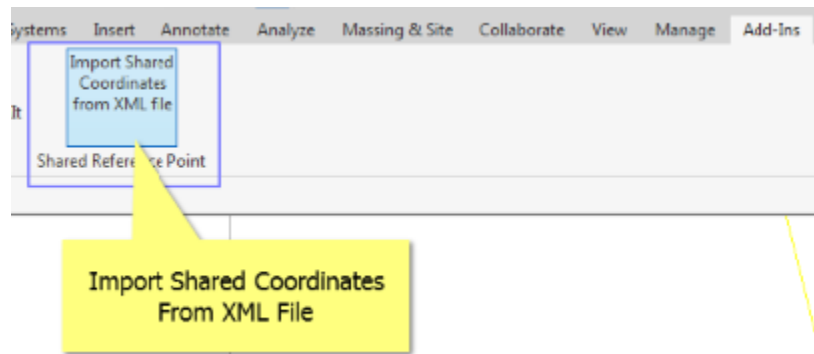 Systems Insert Annotate Analyze Massing & Site Collaborate View Manage Add-Ins
Import Shared
Coordinates
from XML file
It
Shared Reference Point
Import Shared Coordinates
From XML File